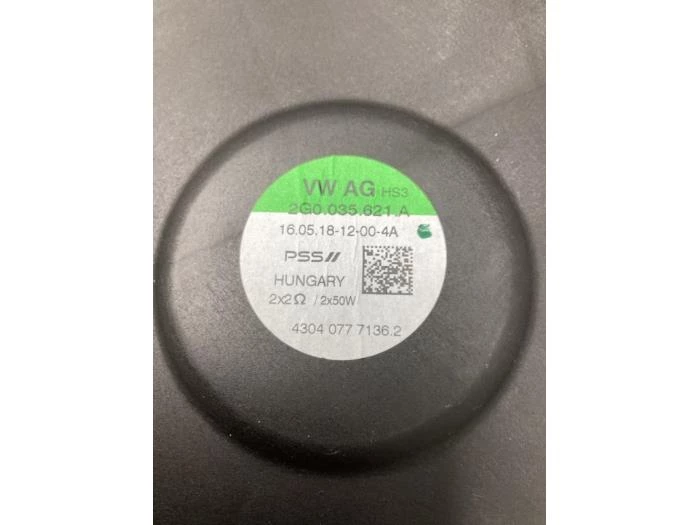 VW AG HS3
2G0.035.621.A
16.05.18-12-00-4A
PSS//
HUNGARY
2x2Ω / 2x50W
4304 077 7136.2